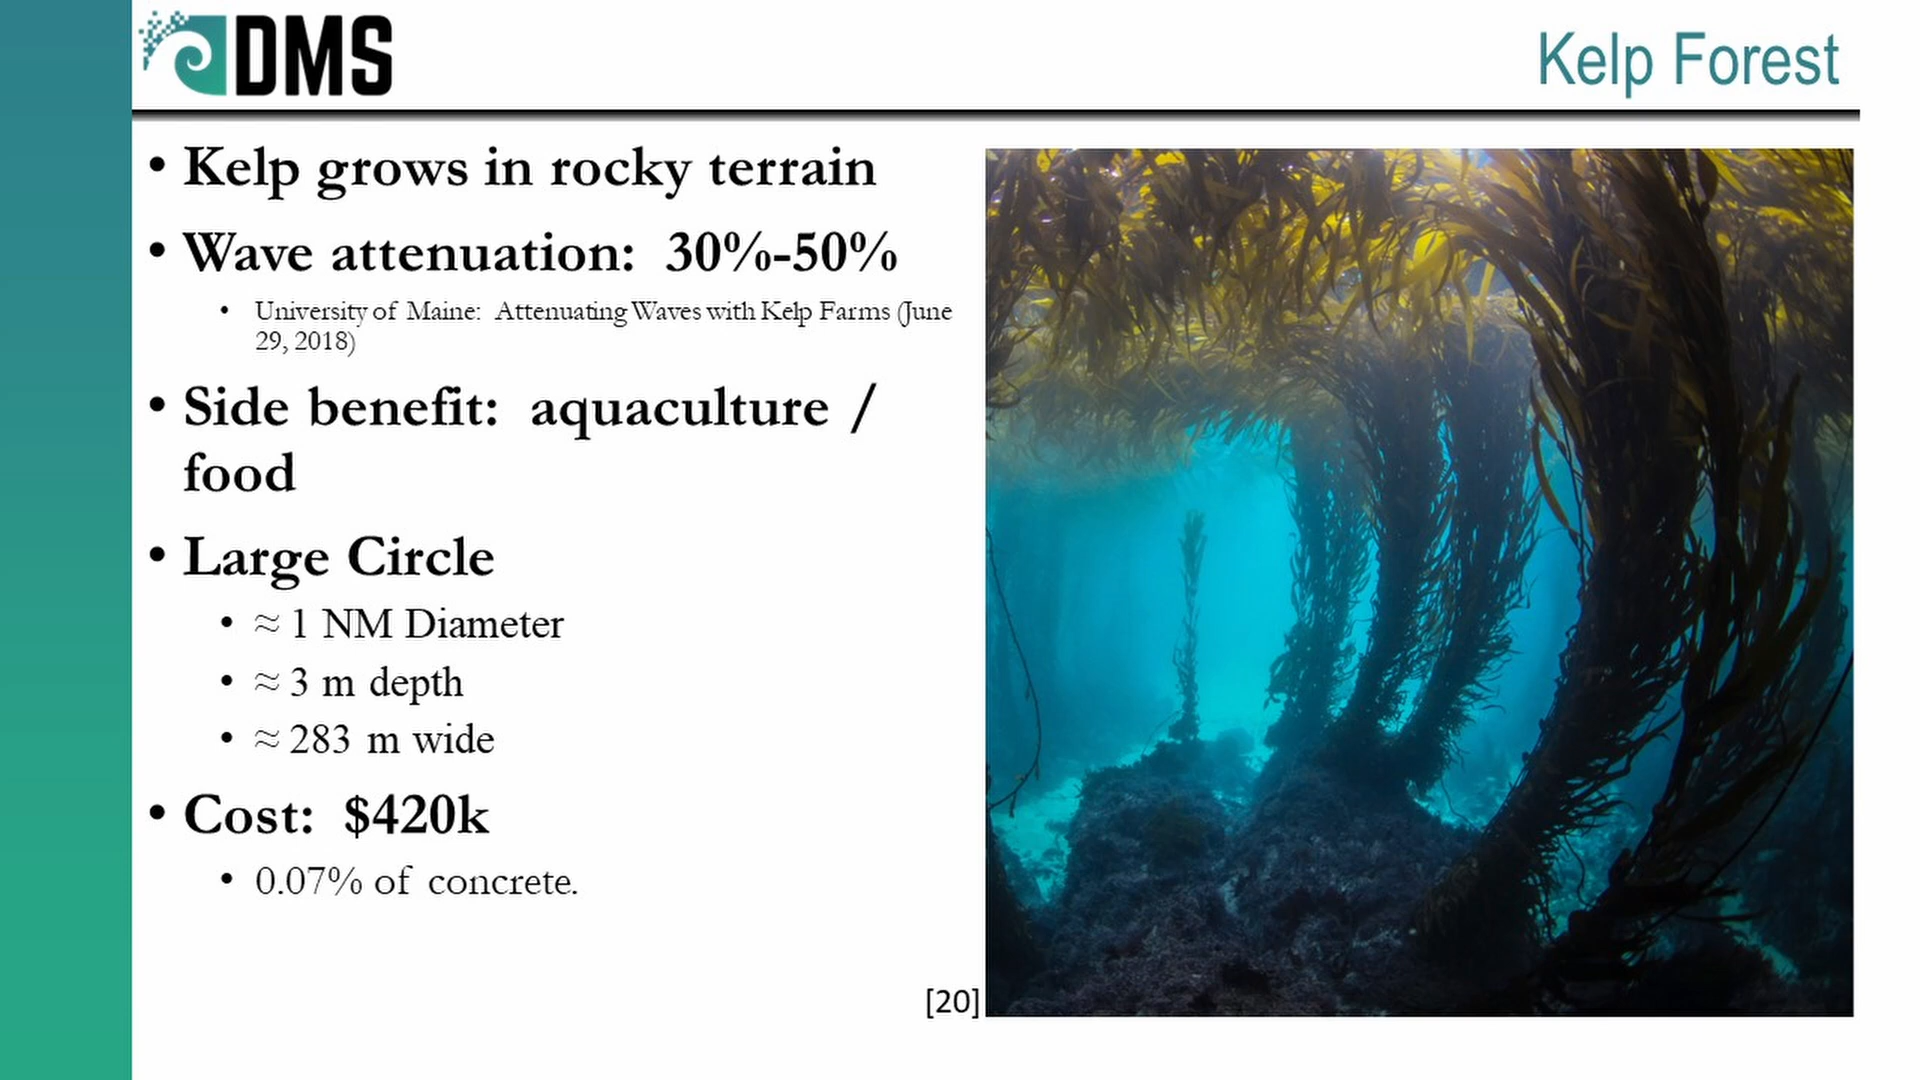 DMS
Kelp Forest
• Kelp grows in rocky terrain
• Wave attenuation: 30%-50%
• University of Maine: Attenuating Waves with Kelp Farms (June
29, 2018)
• Side benefit: aquaculture /
food
• Large Circle
• ≈ 1 NM Diameter
• ≈ 3 m depth
• ≈ 283 m wide
• Cost: $420k
• 0.07% of concrete.
[20]